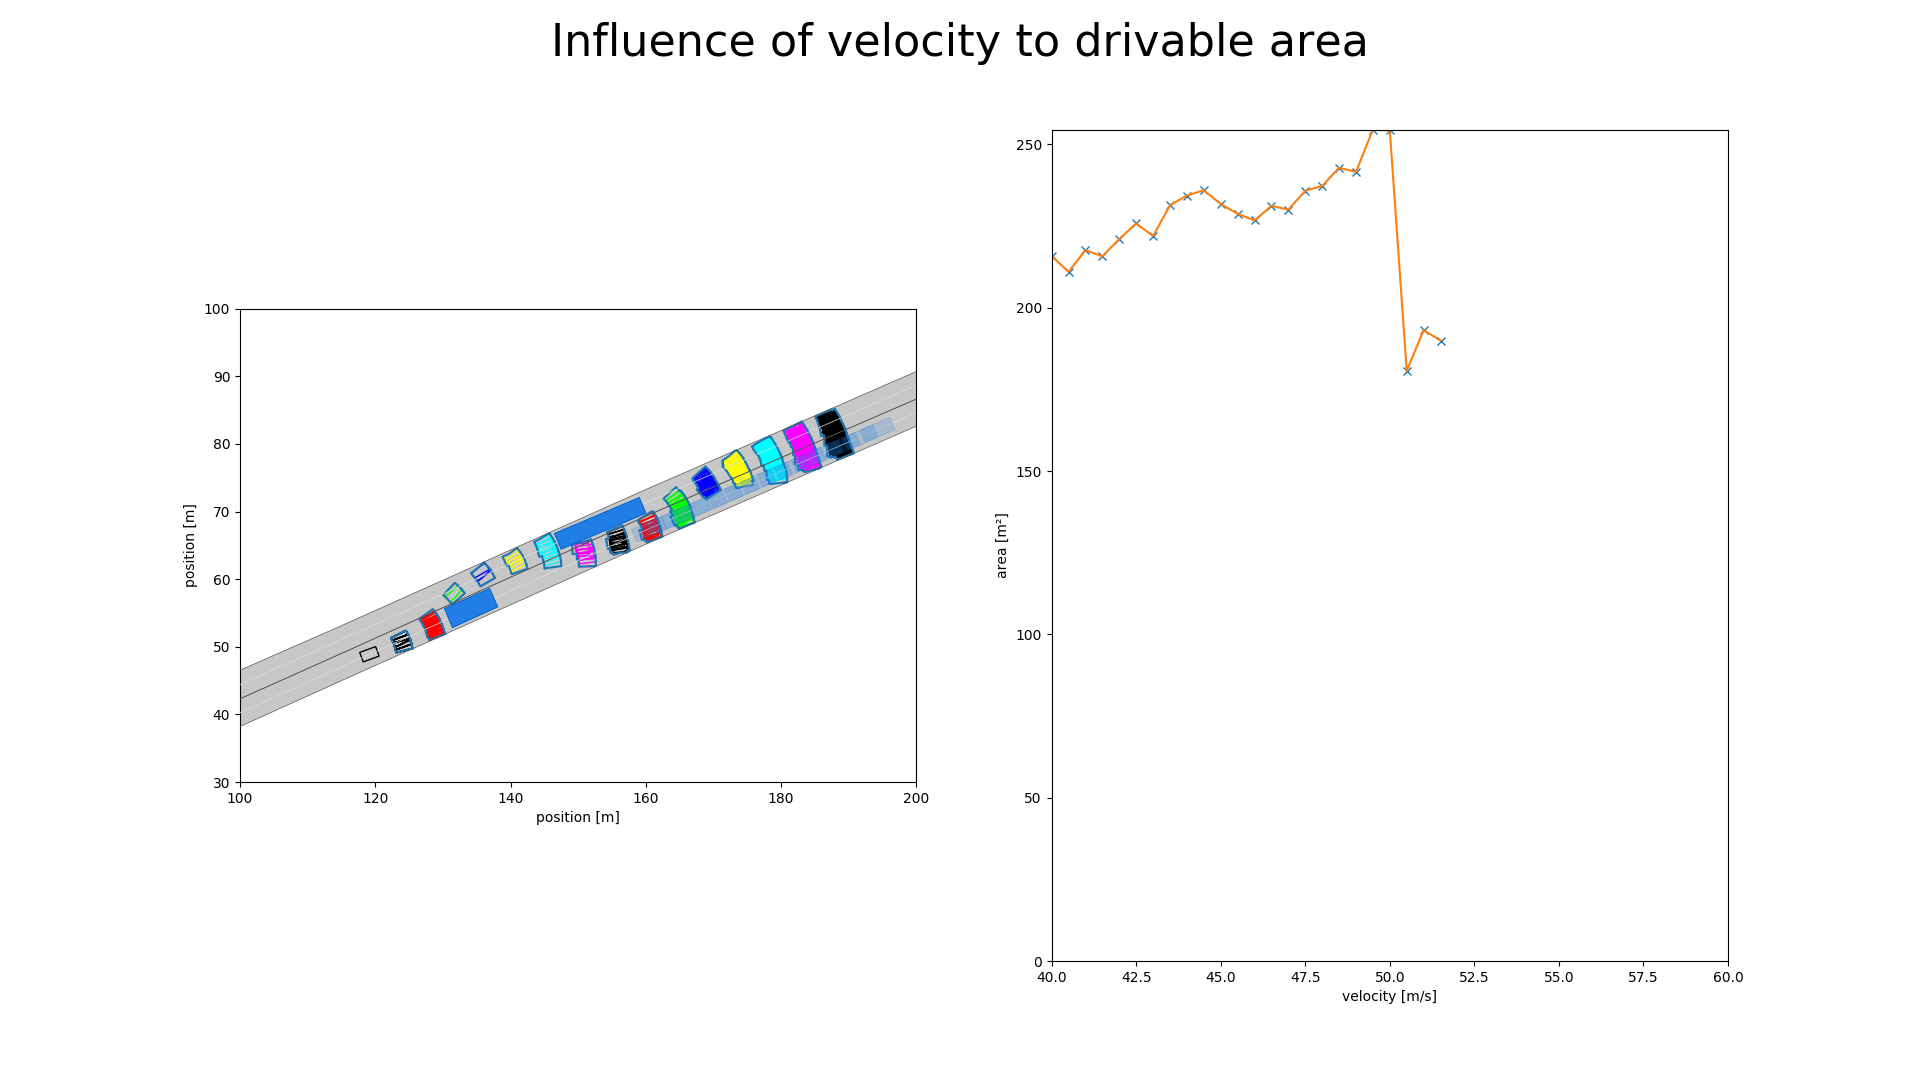 Influence of velocity to drivable area
100
90
80
70
60
50
40
30
position [m]
100 120 140 160 180 200
position [m]
250
200
150
100
50
0
area [m²]
40.0 42.5 45.0 47.5 50.0 52.5 55.0 57.5 60.0
velocity [m/s]